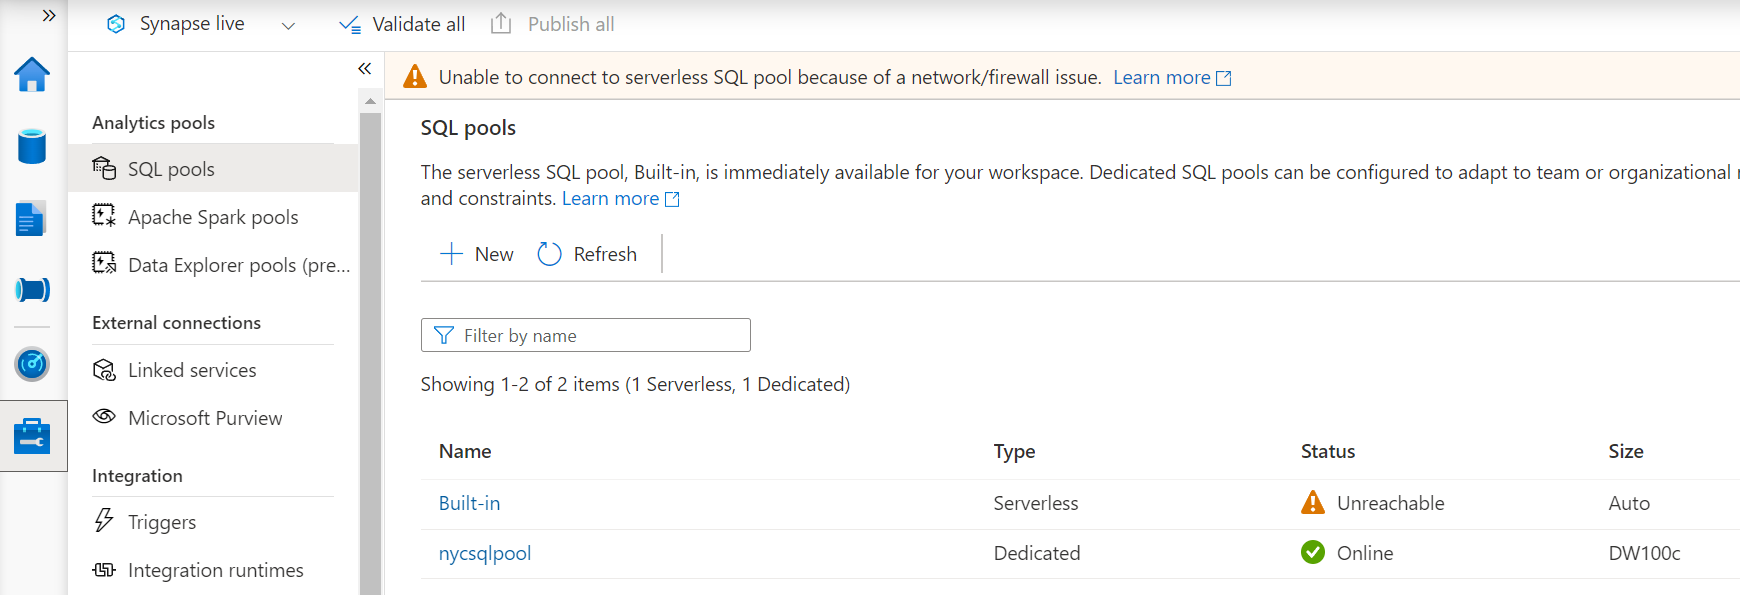 Synapse live
Validate all
Publish all
Unable to connect to serverless SQL pool because of a network/firewall issue. Learn more
Analytics pools
SQL pools
Apache Spark pools
Data Explorer pools (pre...
External connections
Linked services
Microsoft Purview
Integration
Triggers
Integration runtimes
SQL pools
The serverless SQL pool, Built-in, is immediately available for your workspace. Dedicated SQL pools can be configured to adapt to team or organizational
and constraints. Learn more
New Refresh
Filter by name
Showing 1-2 of 2 items (1 Serverless, 1 Dedicated)
Name Type Status Size
Built-in Serverless Unreachable Auto
nycsqlpool Dedicated Online DW100c